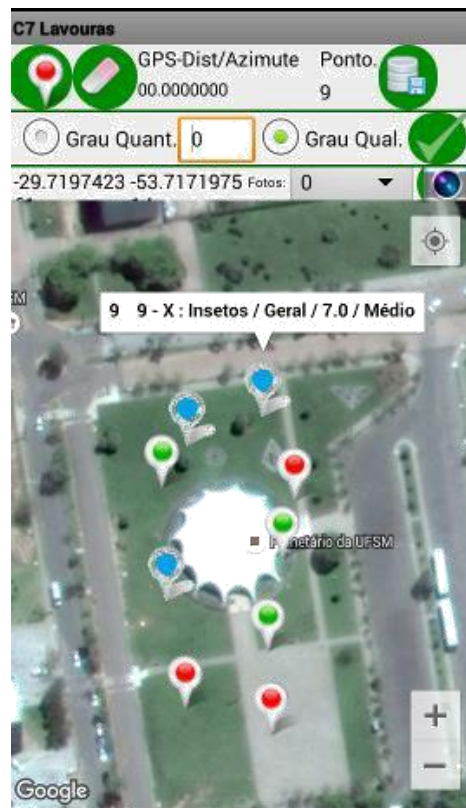 C7 Lavouras
GPS-Dist/Azimute Ponto.
00.0000000 9
Grau Quant. 0 Grau Qual.
-29.7197423 -53.7171975 Fotos: 0
9 9 - X : Insetos / Geral / 7.0 / Médio
Planetário da UFSM
+
−
Google